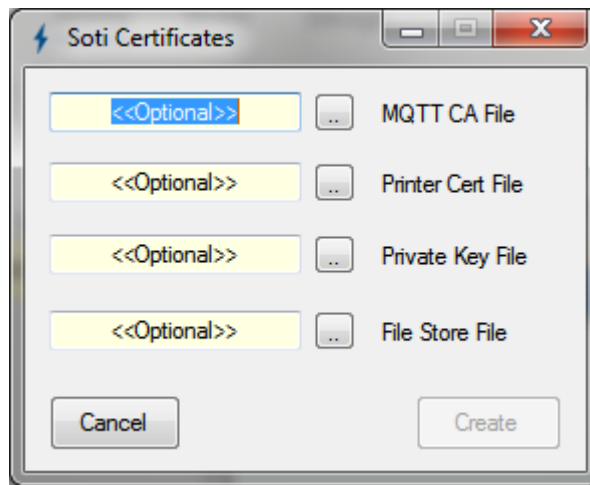 Soti Certificates
<<Optional>> .. MQTT CA File
<<Optional>> .. Printer Cert File
<<Optional>> .. Private Key File
<<Optional>> .. File Store File
Cancel Create